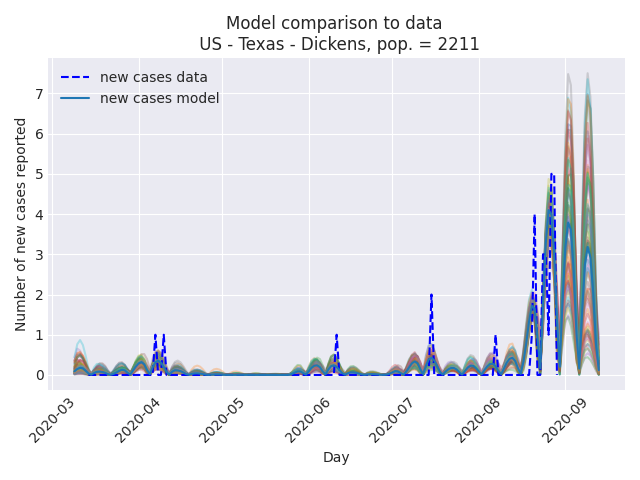 Model comparison to data
US - Texas - Dickens, pop. = 2211
new cases data
new cases model
Number of new cases reported
7
6
5
4
3
2
1
0
2020-03
2020-04
2020-05
2020-06
2020-07
2020-08
2020-09
Day